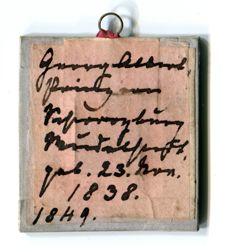 Georg Albert
Prinz von
Schwarzburg
Rudolstadt,
geb. 23. Nov.
1838.
1849.